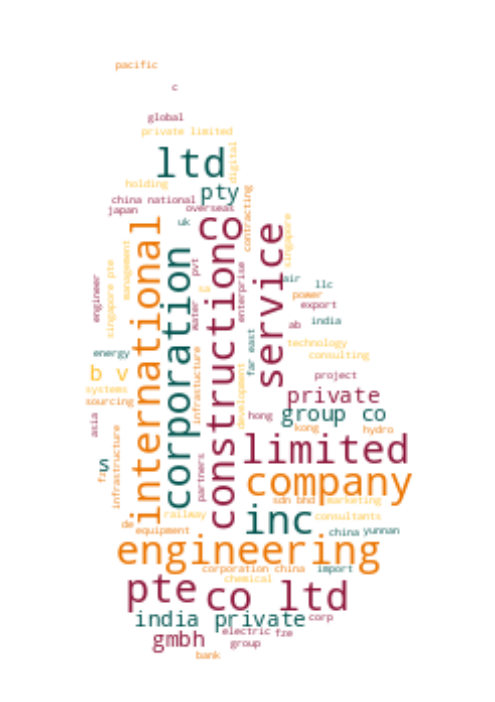 pacific
c
global
private limited
ltd
digital
holding
pty
contracting
china national
overseas
japan
uk
co
singapore
international
corporation
constructionco
service
management
singapore pte
engineer
pvt
sa
enterprise
water
air
llc
power
export
ab
india
far east
technology
consulting
energy
b v
systems
sourcing
project
private
development
infrastucture
hong
group co
kong
hydro
asia
infrastructure
s
partners
limited
company
sdn bhd
marketing
railway
inc
consultants
de
equipment
china
yunnan
engineering
corporation china
import
chemical
pte
co ltd
india private
corp
gmbh
electric
fze
group
bank